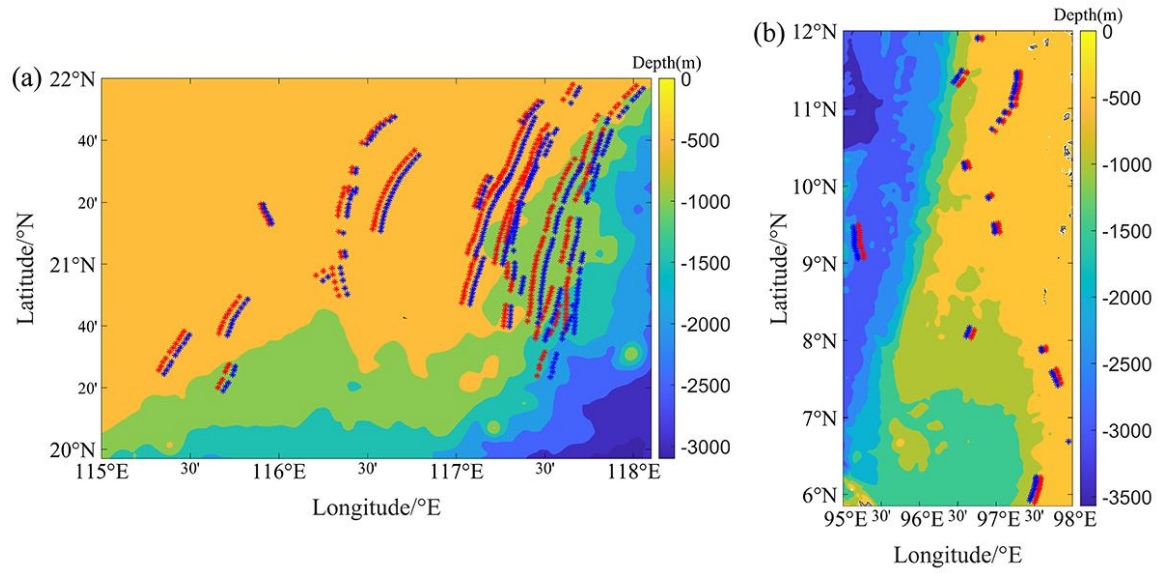 (a)
Depth(m)
22°N
40'
20'
21°N
40'
20'
20°N
Latitude/°N
115°E 30' 116°E 30' 117°E 30' 118°E
Longitude/°E
0
-500
-1000
-1500
-2000
-2500
-3000
(b)
Depth(m)
12°N
11°N
10°N
9°N
8°N
7°N
6°N
Latitude/°N
95°E 30' 96°E 30' 97°E 30' 98°E
Longitude/°E
0
-500
-1000
-1500
-2000
-2500
-3000
-3500